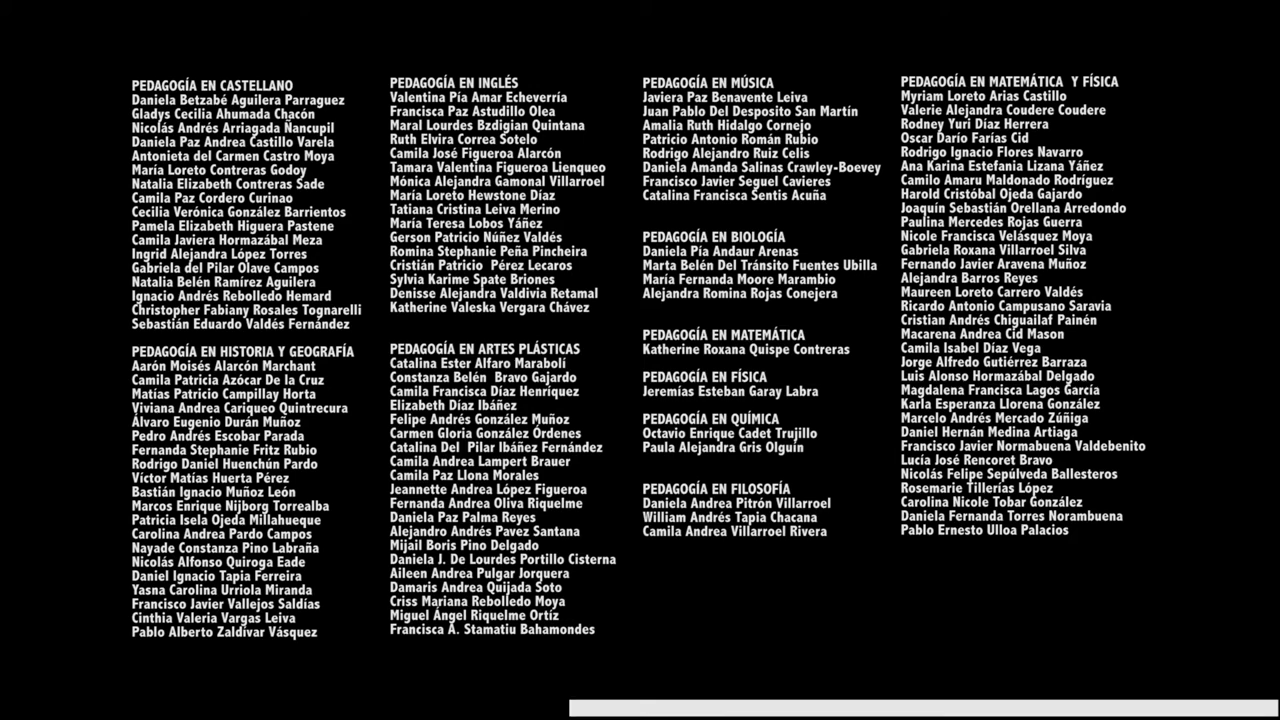 PEDAGOGÍA EN CASTELLANO
Daniela Betzabé Aguilera Parraguez
Gladys Cecilia Ahumada Chacón
Nicolás Andrés Arriagada Ñancupil
Daniela Paz Andrea Castillo Varela
Antonieta del Carmen Castro Moya
María Loreto Contreras Godoy
Natalia Elizabeth Contreras Sade
Camila Paz Cordero Curinao
Cecilia Verónica González Barrientos
Pamela Elizabeth Higuera Pastene
Camila Javiera Hormazábal Meza
Ingrid Alejandra López Torres
Gabriela del Pilar Olave Campos
Natalia Belén Ramírez Aguilera
Ignacio Andrés Rebolledo Hemard
Christopher Fabiany Rosales Tognarelli
Sebastián Eduardo Valdés Fernández
PEDAGOGÍA EN HISTORIA Y GEOGRAFÍA
Aarón Moisés Alarcón Marchant
Camila Patricia Azócar De la Cruz
Matías Patricio Campillay Horta
Viviana Andrea Cariqueo Quintrecura
Álvaro Eugenio Durán Muñoz
Pedro Andrés Escobar Parada
Fernanda Stephanie Fritz Rubio
Rodrigo Daniel Huenchún Pardo
Víctor Matías Huerta Pérez
Bastián Ignacio Muñoz León
Marcos Enrique Nijborg Torrealba
Patricia Isela Ojeda Millahueque
Carolina Andrea Pardo Campos
Nayade Constanza Pino Labraña
Nicolás Alfonso Quiroga Eade
Daniel Ignacio Tapia Ferreira
Yasna Carolina Urriola Miranda
Francisco Javier Vallejos Saldías
Cinthia Valeria Vargas Leiva
Pablo Alberto Zaldívar Vásquez
PEDAGOGÍA EN INGLÉS
Valentina Pía Amar Echeverría
Francisca Paz Astudillo Olea
Maral Lourdes Bzdigian Quintana
Ruth Elvira Correa Sotelo
Camila José Figueroa Alarcón
Tamara Valentina Figueroa Lienqueo
Mónica Alejandra Gamonal Villarroel
María Loreto Hewstone Díaz
Tatiana Cristina Leiva Merino
María Teresa Lobos Yáñez
Gerson Patricio Núñez Valdés
Romina Stephanie Peña Pincheira
Cristián Patricio  Pérez Lecaros
Sylvia Karime Spate Briones
Denisse Alejandra Valdivia Retamal
Katherine Valeska Vergara Chávez
PEDAGOGÍA EN ARTES PLÁSTICAS
Catalina Ester Alfaro Marabolí
Constanza Belén  Bravo Gajardo
Camila Francisca Díaz Henríquez
Elizabeth Díaz Ibáñez
Felipe Andrés González Muñoz
Carmen Gloria González Órdenes
Catalina Del  Pilar Ibáñez Fernández
Camila Andrea Lampert Brauer
Camila Paz Llona Morales
Jeannette Andrea López Figueroa
Fernanda Andrea Oliva Riquelme
Daniela Paz Palma Reyes
Alejandro Andrés Pavez Santana
Mijail Boris Pino Delgado
Daniela J. De Lourdes Portillo Cisterna
Aileen Andrea Pulgar Jorquera
Damaris Andrea Quijada Soto
Criss Mariana Rebolledo Moya
Miguel Ángel Riquelme Ortíz
Francisca A. Stamatiu Bahamondes
PEDAGOGÍA EN MÚSICA
Javiera Paz Benavente Leiva
Juan Pablo Del Desposito San Martín
Amalia Ruth Hidalgo Cornejo
Patricio Antonio Román Rubio
Rodrigo Alejandro Ruiz Celis
Daniela Amanda Salinas Crawley-Boevey
Francisco Javier Seguel Cavieres
Catalina Francisca Sentis Acuña
PEDAGOGÍA EN BIOLOGÍA
Daniela Pía Andaur Arenas
Marta Belén Del Tránsito Fuentes Ubilla
María Fernanda Moore Marambio
Alejandra Romina Rojas Conejera
PEDAGOGÍA EN MATEMÁTICA
Katherine Roxana Quispe Contreras
PEDAGOGÍA EN FÍSICA
Jeremías Esteban Garay Labra
PEDAGOGÍA EN QUÍMICA
Octavio Enrique Cadet Trujillo
Paula Alejandra Gris Olguín
PEDAGOGÍA EN FILOSOFÍA
Daniela Andrea Pitrón Villarroel
William Andrés Tapia Chacana
Camila Andrea Villarroel Rivera
PEDAGOGÍA EN MATEMÁTICA  Y FÍSICA
Myriam Loreto Arias Castillo
Valerie Alejandra Coudere Coudere
Rodney Yuri Díaz Herrera
Oscar Darío Farías Cid
Rodrigo Ignacio Flores Navarro
Ana Karina Estefania Lizana Yáñez
Camilo Amaru Maldonado Rodríguez
Harold Cristóbal Ojeda Gajardo
Joaquín Sebastián Orellana Arredondo
Paulina Mercedes Rojas Guerra
Nicole Francisca Velásquez Moya
Gabriela Roxana Villarroel Silva
Fernando Javier Aravena Muñoz
Alejandra Barros Reyes
Maureen Loreto Carrero Valdés
Ricardo Antonio Campusano Saravia
Cristian Andrés Chiguailaf Painén
Macarena Andrea Cid Mason
Camila Isabel Díaz Vega
Jorge Alfredo Gutiérrez Barraza
Luis Alonso Hormazábal Delgado
Magdalena Francisca Lagos García
Karla Esperanza Llorena González
Marcelo Andrés Mercado Zúñiga
Daniel Hernán Medina Artiaga
Francisco Javier Normabuena Valdebenito
Lucía José Rencoret Bravo
Nicolás Felipe Sepúlveda Ballesteros
Rosemarie Tillerías López
Carolina Nicole Tobar González
Daniela Fernanda Torres Norambuena
Pablo Ernesto Ulloa Palacios